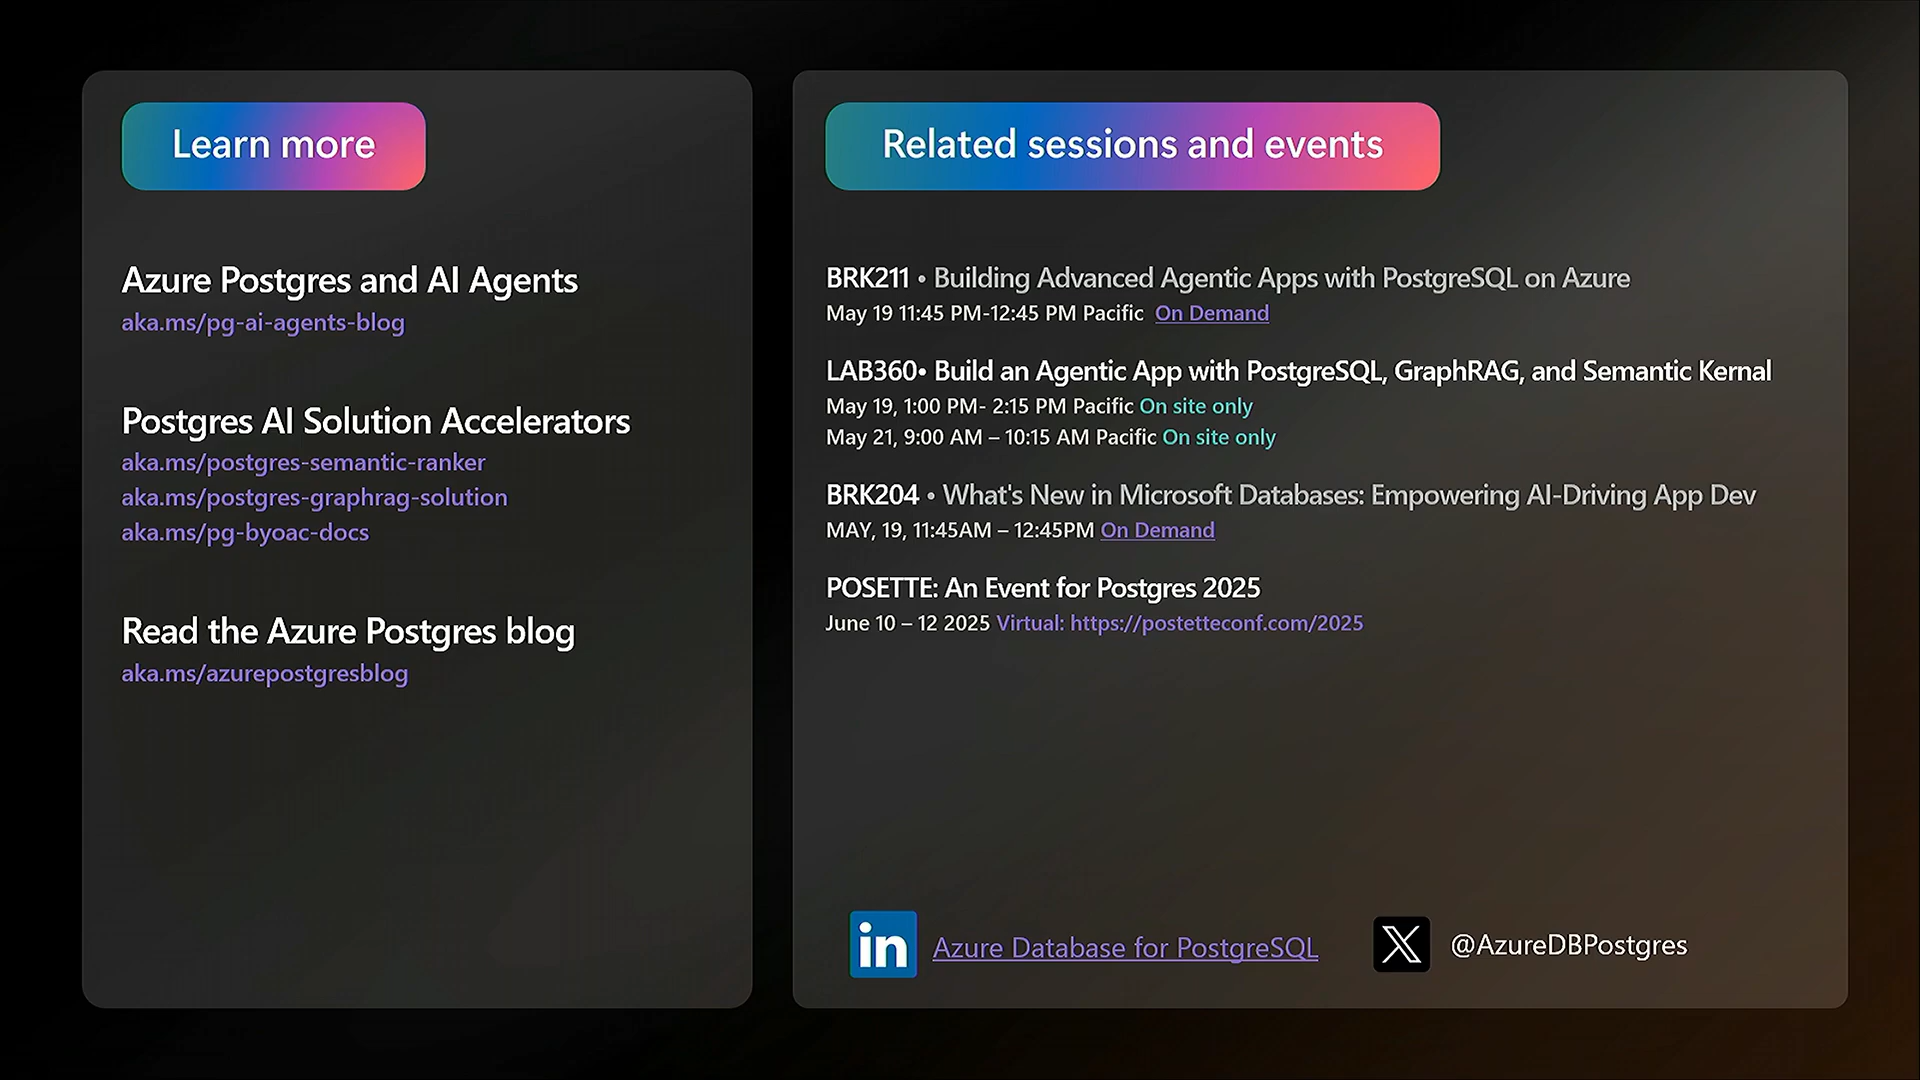 Learn more
Azure Postgres and AI Agents
aka.ms/pg-ai-agents-blog
Postgres AI Solution Accelerators
aka.ms/postgres-semantic-ranker
aka.ms/postgres-graphrag-solution
aka.ms/pg-byoac-docs
Read the Azure Postgres blog
aka.ms/azurepostgresblog
Related sessions and events
BRK211 • Building Advanced Agentic Apps with PostgreSQL on Azure
May 19 11:45 PM-12:45 PM Pacific On Demand
LAB360• Build an Agentic App with PostgreSQL, GraphRAG, and Semantic Kernal
May 19, 1:00 PM- 2:15 PM Pacific On site only
May 21, 9:00 AM – 10:15 AM Pacific On site only
BRK204 • What's New in Microsoft Databases: Empowering AI-Driving App Dev
MAY, 19, 11:45AM – 12:45PM On Demand
POSETTE: An Event for Postgres 2025
June 10 – 12 2025 Virtual: https://postetteconf.com/2025
in Azure Database for PostgreSQL
X @AzureDBPostgres